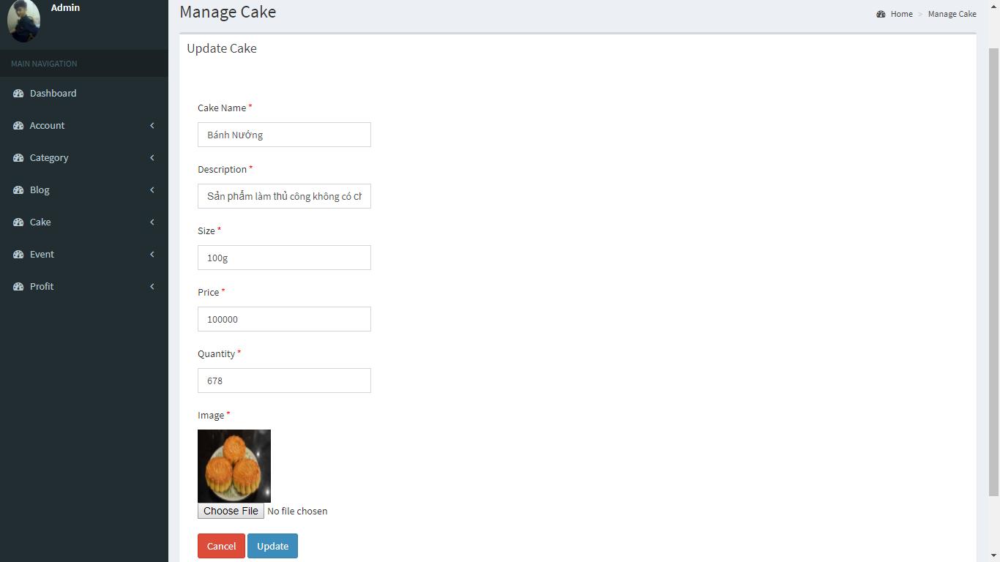 Admin
MAIN NAVIGATION
Dashboard
Account
Category
Blog
Cake
Event
Profit
Manage Cake
Home > Manage Cake
Update Cake
Cake Name *
Bánh Nướng
Description *
Sản phẩm làm thủ công không có ch
Size *
100g
Price *
100000
Quantity *
678
Image *
Choose File No file chosen
Cancel Update